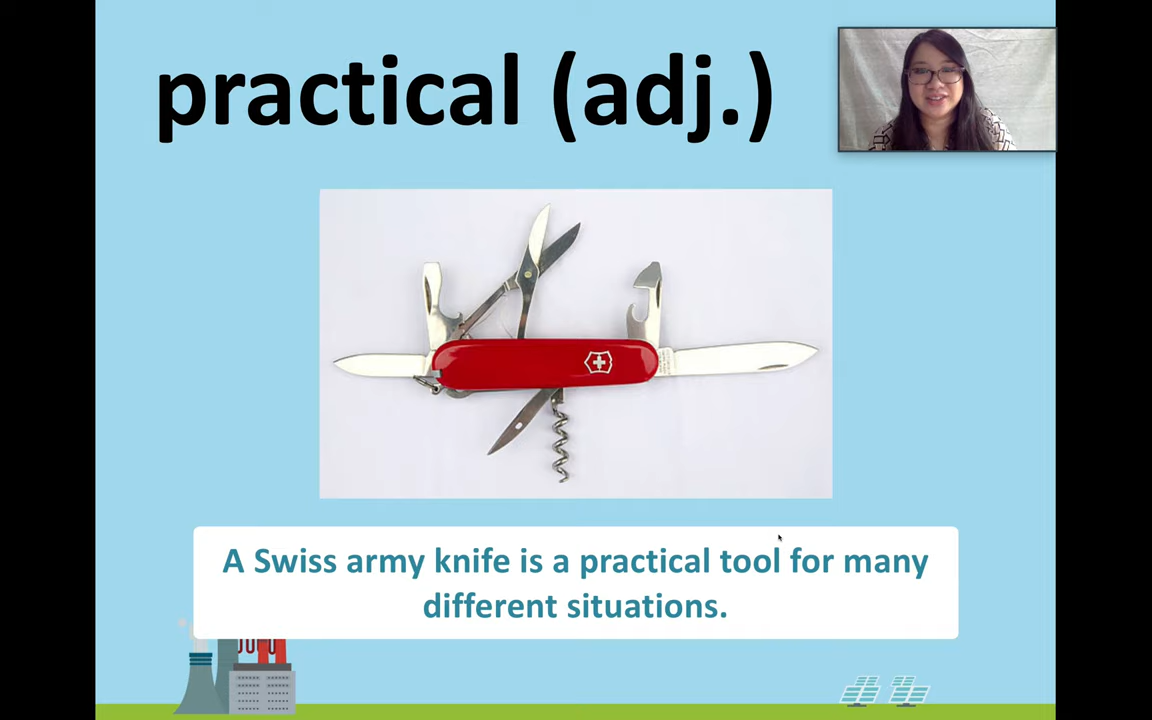 practical (adj.)
A Swiss army knife is a practical tool for many
different situations.